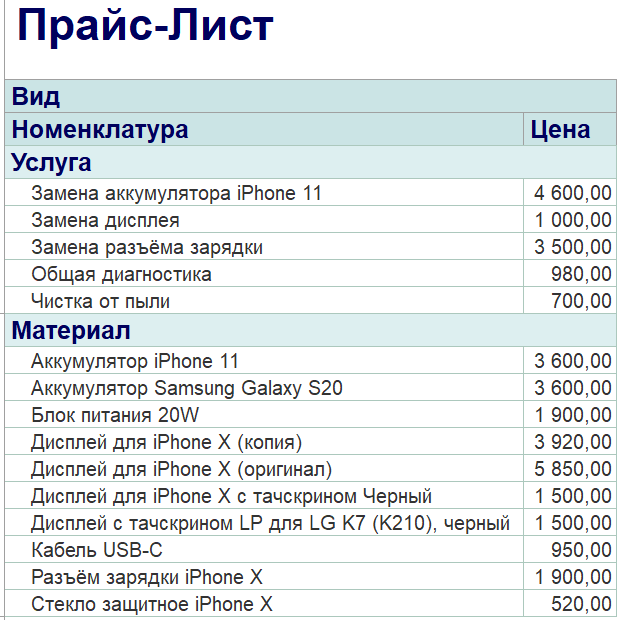 Прайс-Лист
Вид
Номенклатура Цена
Услуга
Замена аккумулятора iPhone 11 4 600,00
Замена дисплея 1 000,00
Замена разъёма зарядки 3 500,00
Общая диагностика 980,00
Чистка от пыли 700,00
Материал
Аккумулятор iPhone 11 3 600,00
Аккумулятор Samsung Galaxy S20 3 600,00
Блок питания 20W 1 900,00
Дисплей для iPhone X (копия) 3 920,00
Дисплей для iPhone X (оригинал) 5 850,00
Дисплей для iPhone X с тачскрином Черный 1 500,00
Дисплей с тачскрином LP для LG K7 (K210), черный 1 500,00
Кабель USB-C 950,00
Разъём зарядки iPhone X 1 900,00
Стекло защитное iPhone X 520,00